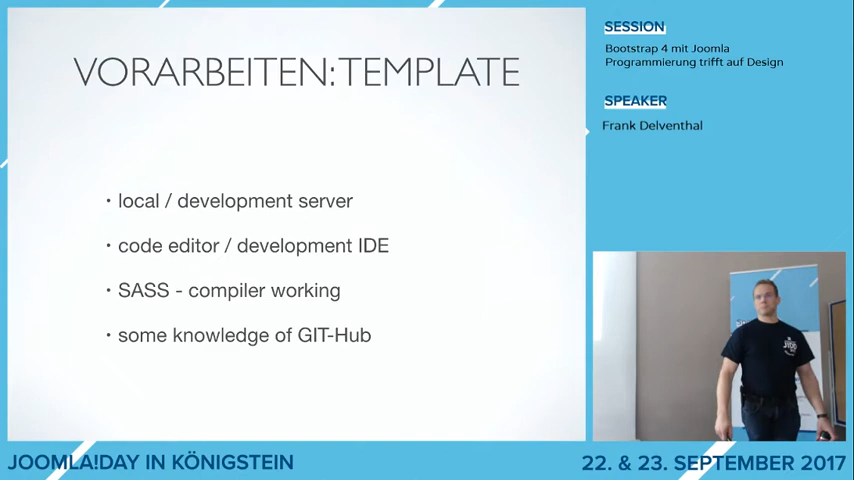 VORARBEITEN: TEMPLATE
• local / development server
• code editor / development IDE
• SASS - compiler working
• some knowledge of GIT-Hub
SESSION
Bootstrap 4 mit Joomla
Programmierung trifft auf Design
SPEAKER
Frank Delventhal
JOOMLA!DAY IN KÖNIGSTEIN
22. & 23. SEPTEMBER 2017